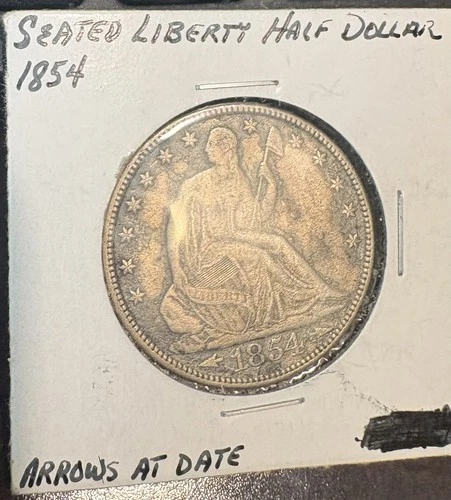 SEATED LIBERTY HALF DOLLAR
1854
LIBERTY
1854
ARROWS AT DATE